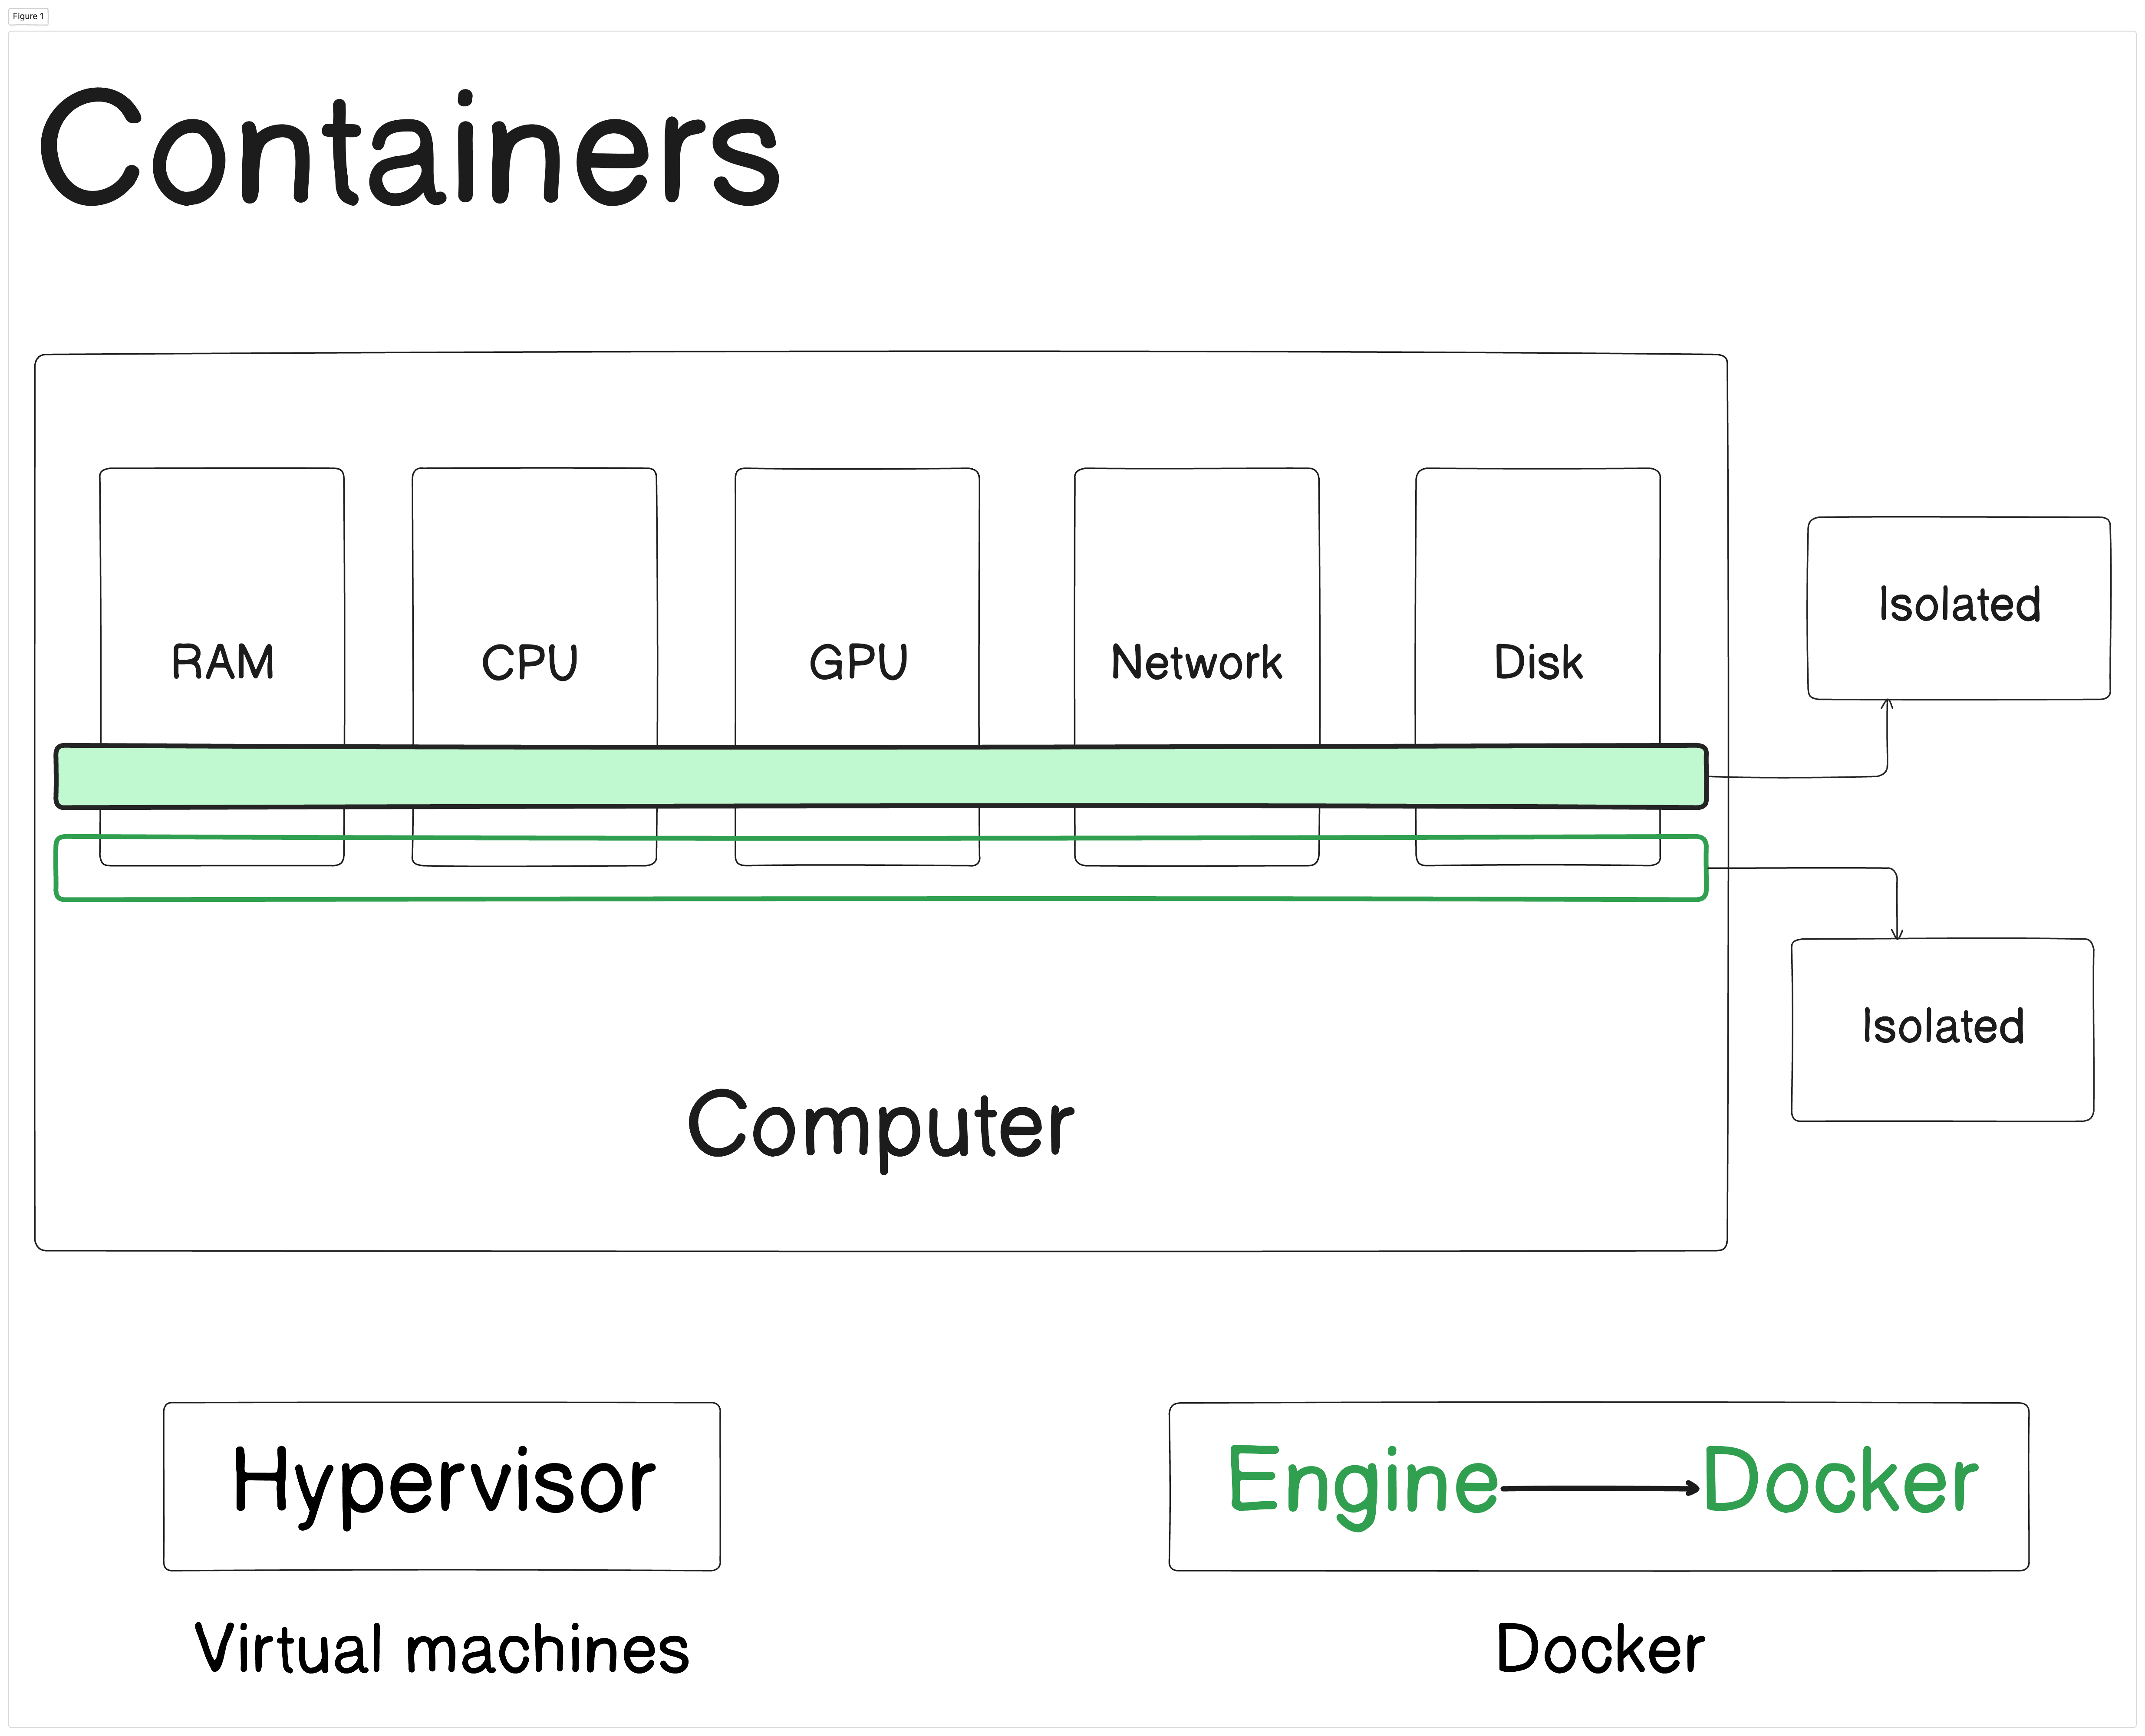 Figure 1
Containers
RAM
CPU
GPU
Network
Disk
Isolated
Isolated
Computer
Hypervisor
Engine
Docker
Virtual machines
Docker